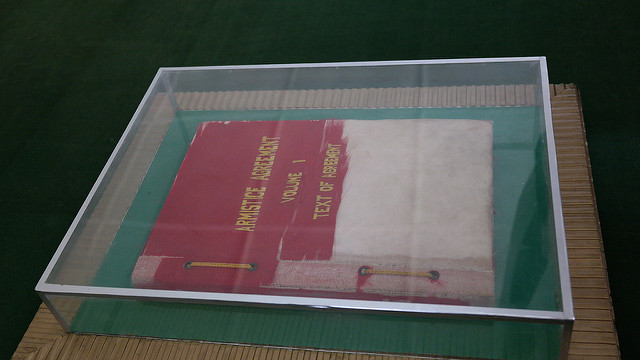 ARMISTICE AGREEMENT
VOLUME 1
TEXT OF AGREEMENT